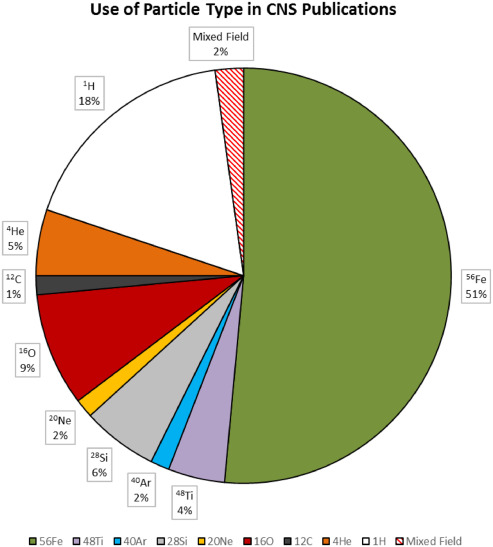 Use of Particle Type in CNS Publications
Mixed Field
2%
¹H
18%
⁴He
5%
¹²C
1%
¹⁶O
9%
²⁰Ne
2%
²⁸Si
6%
⁴⁰Ar
2%
⁴⁸Ti
4%
⁵⁶Fe
51%
56Fe 48Ti 40Ar 28Si 20Ne 16O 12C 4He 1H Mixed Field